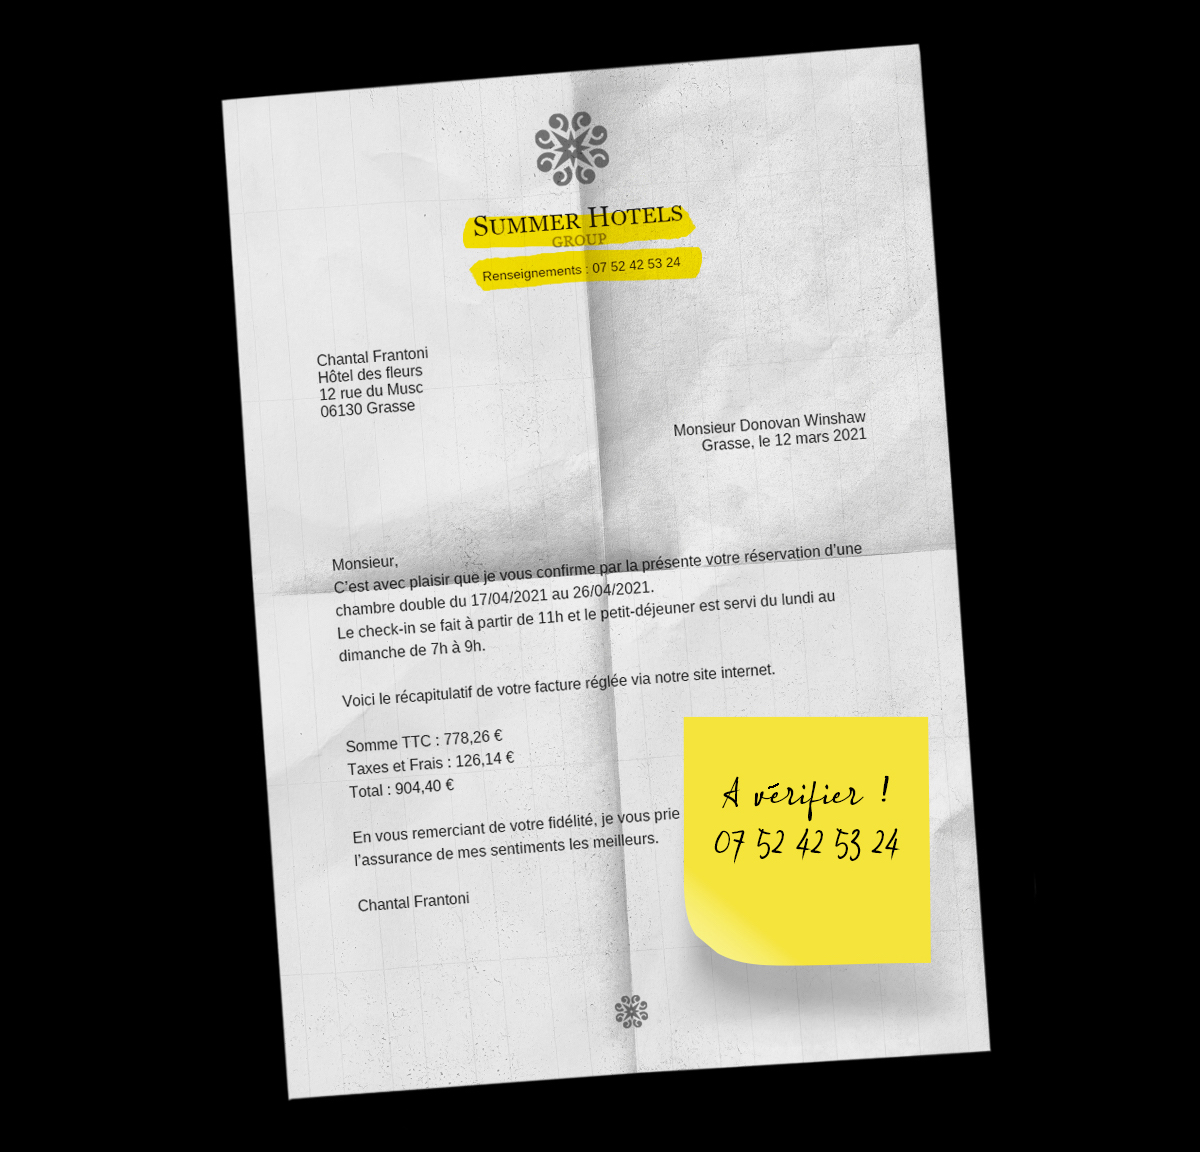 SUMMER HOTELS
GROUP
Renseignements : 07 52 42 53 24
Chantal Frantoni
Hôtel des fleurs
12 rue du Musc
06130 Grasse
Monsieur Donovan Winshaw
Grasse, le 12 mars 2021
Monsieur,
C’est avec plaisir que je vous confirme par la présente votre réservation d’une
chambre double du 17/04/2021 au 26/04/2021.
Le check-in se fait à partir de 11h et le petit-déjeuner est servi du lundi au
dimanche de 7h à 9h.
Voici le récapitulatif de votre facture réglée via notre site internet.
Somme TTC : 778,26 €
Taxes et Frais : 126,14 €
Total : 904,40 €
En vous remerciant de votre fidélité, je vous prie
l’assurance de mes sentiments les meilleurs.
Chantal Frantoni
A vérifier !
07 52 42 53 24